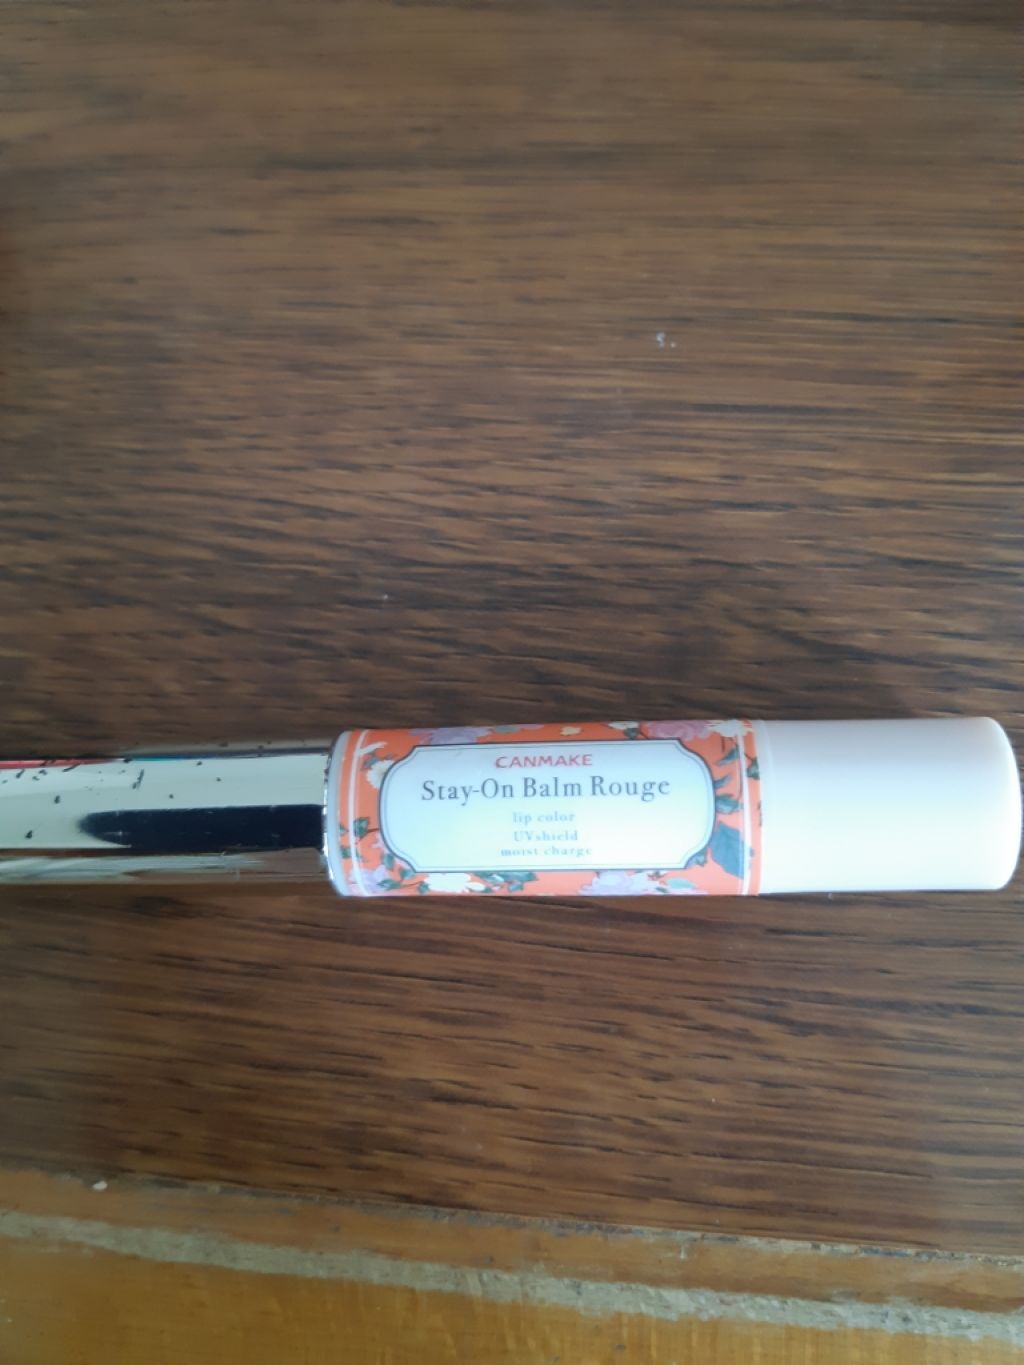 CANMAKE
Stay-On Balm Rouge
lip color
UVshield
moist charge